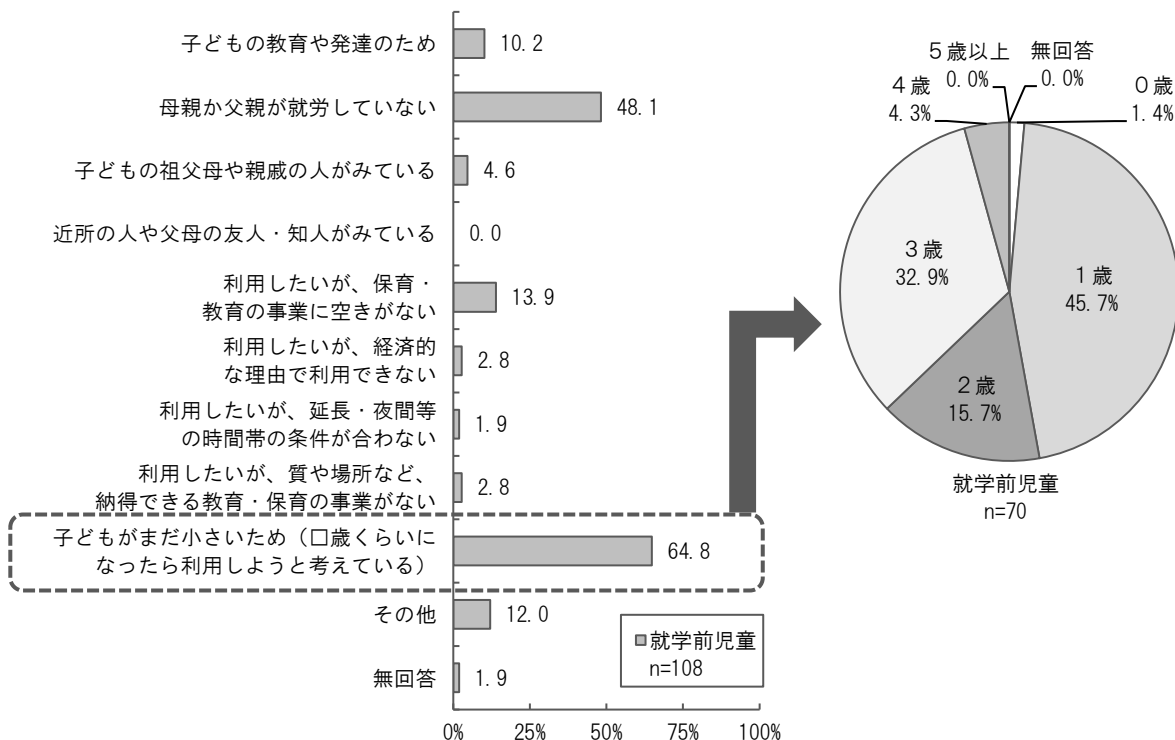 子どもの教育や発達のため
10.2
母親か父親が就労していない
48.1
子どもの祖父母や親戚の人がみている
4.6
近所の人や父母の友人・知人がみている
0.0
利用したいが、保育・
教育の事業に空きがない
13.9
利用したいが、経済的
な理由で利用できない
2.8
利用したいが、延長・夜間等
の時間帯の条件が合わない
1.9
利用したいが、質や場所など、
納得できる教育・保育の事業がない
2.8
子どもがまだ小さいため（□歳くらいに
なったら利用しようと考えている）
64.8
その他
12.0
無回答
1.9
就学前児童
n=108
0%
25%
50%
75%
100%
５歳以上
0.0%
無回答
0.0%
４歳
4.3%
０歳
1.4%
３歳
32.9%
１歳
45.7%
２歳
15.7%
就学前児童
n=70